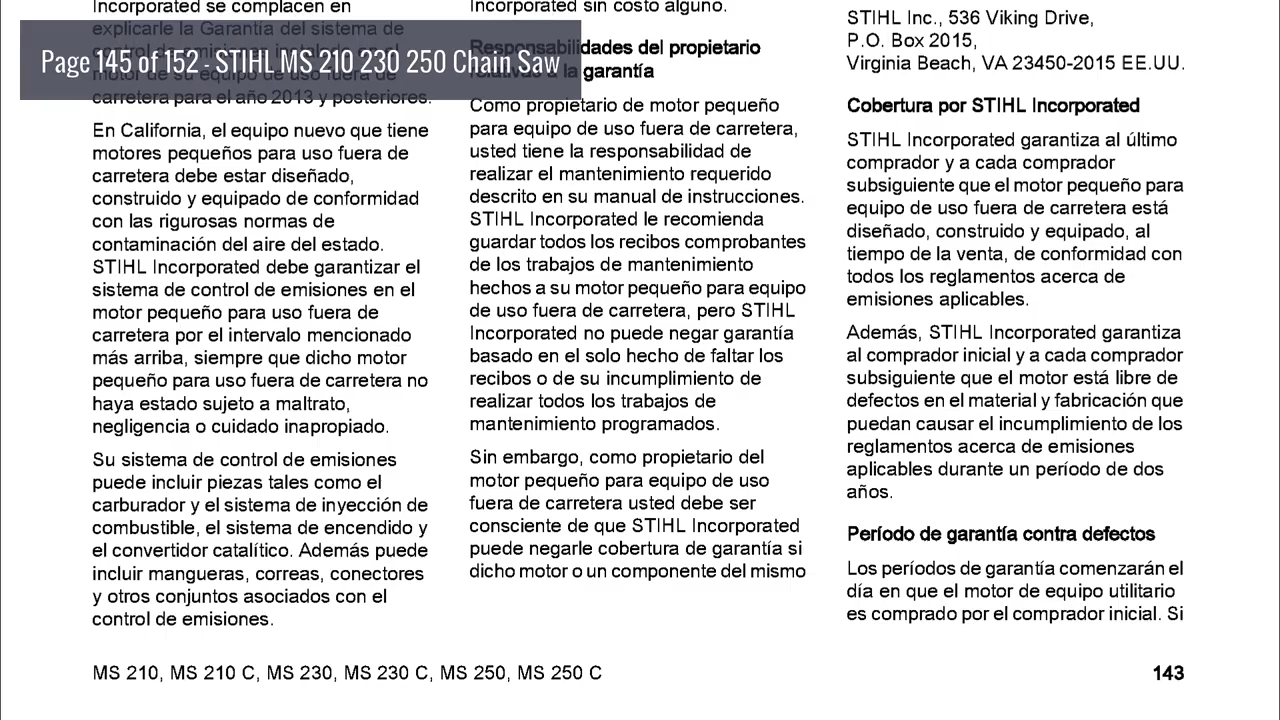 Page 145 of 152 - STIHL MS 210 230 250 Chain Saw
Incorporated se complacen en
explicarle la Garantía del sistema de
control de emisiones
motor de su equipo de uso fuera de
carretera para el año 2013 y posteriores.
En California, el equipo nuevo que tiene
motores pequeños para uso fuera de
carretera debe estar diseñado,
construido y equipado de conformidad
con las rigurosas normas de
contaminación del aire del estado.
STIHL Incorporated debe garantizar el
sistema de control de emisiones en el
motor pequeño para uso fuera de
carretera por el intervalo mencionado
más arriba, siempre que dicho motor
pequeño para uso fuera de carretera no
haya estado sujeto a maltrato,
negligencia o cuidado inapropiado.
Su sistema de control de emisiones
puede incluir piezas tales como el
carburador y el sistema de inyección de
combustible, el sistema de encendido y
el convertidor catalítico. Además puede
incluir mangueras, correas, conectores
y otros conjuntos asociados con el
control de emisiones.
Incorporated sin costo alguno.
Responsabilidades del propietario
relativas a la garantía
Como propietario de motor pequeño
para equipo de uso fuera de carretera,
usted tiene la responsabilidad de
realizar el mantenimiento requerido
descrito en su manual de instrucciones.
STIHL Incorporated le recomienda
guardar todos los recibos comprobantes
de los trabajos de mantenimiento
hechos a su motor pequeño para equipo
de uso fuera de carretera, pero STIHL
Incorporated no puede negar garantía
basado en el solo hecho de faltar los
recibos o de su incumplimiento de
realizar todos los trabajos de
mantenimiento programados.
Sin embargo, como propietario del
motor pequeño para equipo de uso
fuera de carretera usted debe ser
consciente de que STIHL Incorporated
puede negarle cobertura de garantía si
dicho motor o un componente del mismo
STIHL Inc., 536 Viking Drive,
P.O. Box 2015,
Virginia Beach, VA 23450-2015 EE.UU.
Cobertura por STIHL Incorporated
STIHL Incorporated garantiza al último
comprador y a cada comprador
subsiguiente que el motor pequeño para
equipo de uso fuera de carretera está
diseñado, construido y equipado, al
tiempo de la venta, de conformidad con
todos los reglamentos acerca de
emisiones aplicables.
Además, STIHL Incorporated garantiza
al comprador inicial y a cada comprador
subsiguiente que el motor está libre de
defectos en el material y fabricación que
puedan causar el incumplimiento de los
reglamentos acerca de emisiones
aplicables durante un período de dos
años.
Período de garantía contra defectos
Los períodos de garantía comenzarán el
día en que el motor de equipo utilitario
es comprado por el comprador inicial. Si
MS 210, MS 210 C, MS 230, MS 230 C, MS 250, MS 250 C
143